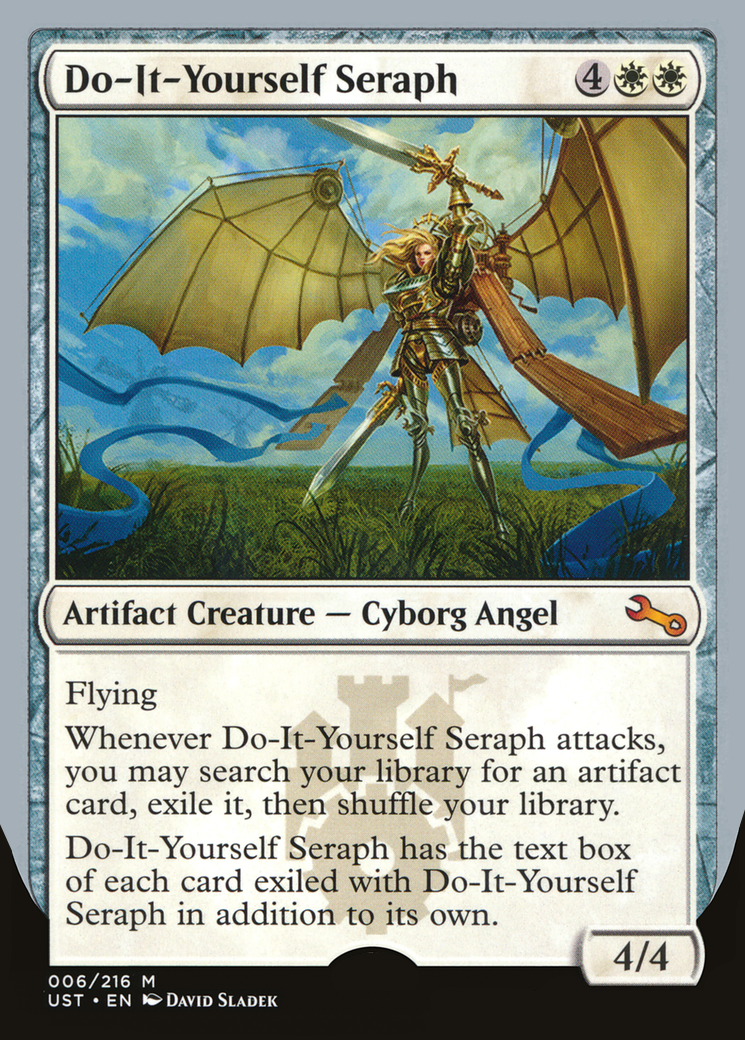 Do-It-Yourself Seraph 4
Artifact Creature — Cyborg Angel
Flying
Whenever Do-It-Yourself Seraph attacks,
you may search your library for an artifact
card, exile it, then shuffle your library.
Do-It-Yourself Seraph has the text box
of each card exiled with Do-It-Yourself
Seraph in addition to its own.
4/4
006/216 M
UST • EN DAVID SLADEK